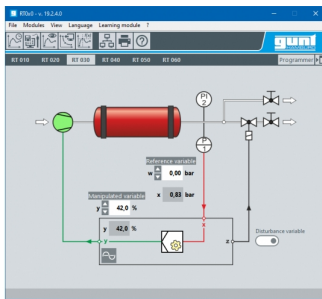 RTGx0 - v. 19.2.4.0
File Modules View Language Learning module ?
gunt
RT 010 RT 020 RT 030 RT 040 RT 050 RT 060 Programmer
PI
2
P
1
Reference variable
w 0,00 bar
x 0,83 bar
Manipulated variable
y 42,0 %
y 42,0 %
x
y
z
Disturbance variable